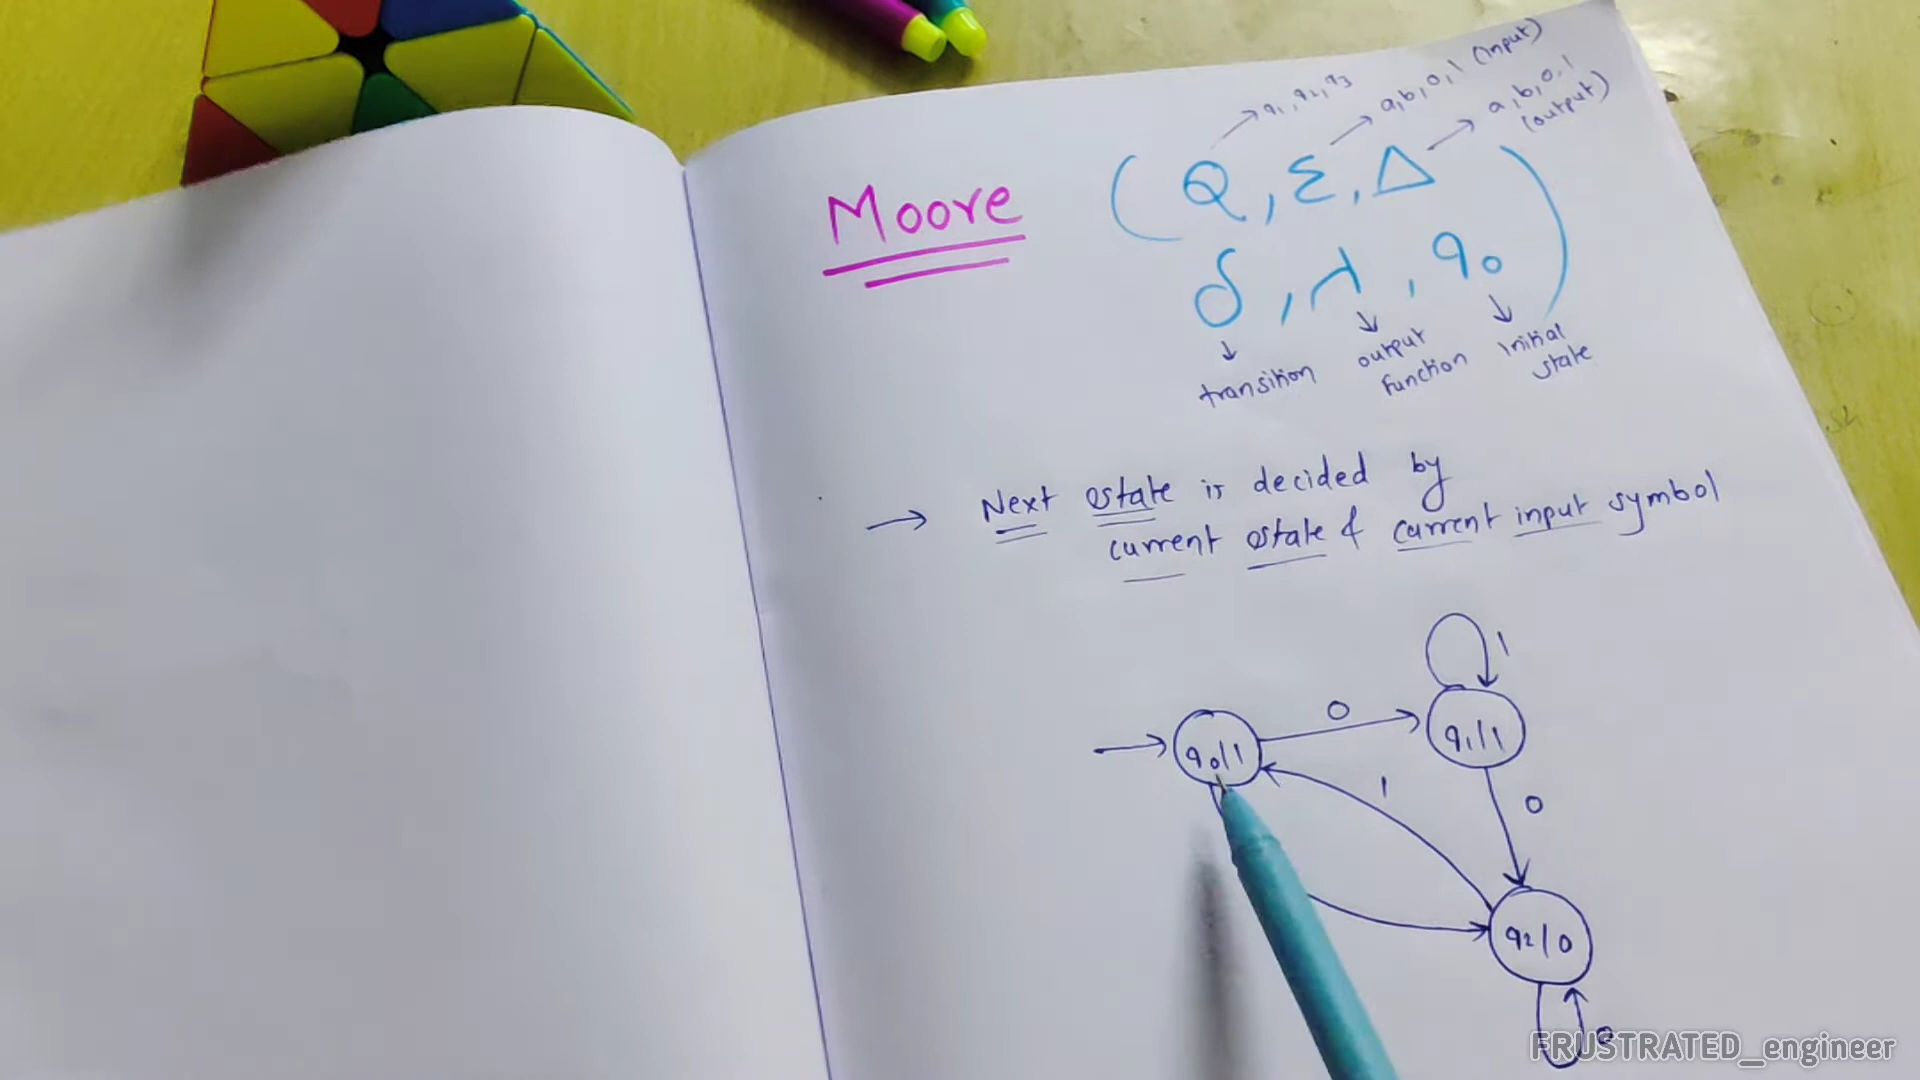 q1, q2, q3
a, b, 0, 1 (input)
a, b, 0, 1
(output)
Moore
( Q, Σ, Δ
δ, λ, q0 )
transition
output
function
initial
state
→ Next state is decided by
current state & current input symbol
1
0
q0/1
q1/1
1
0
q2/0
0
FRUSTRATED_engineer